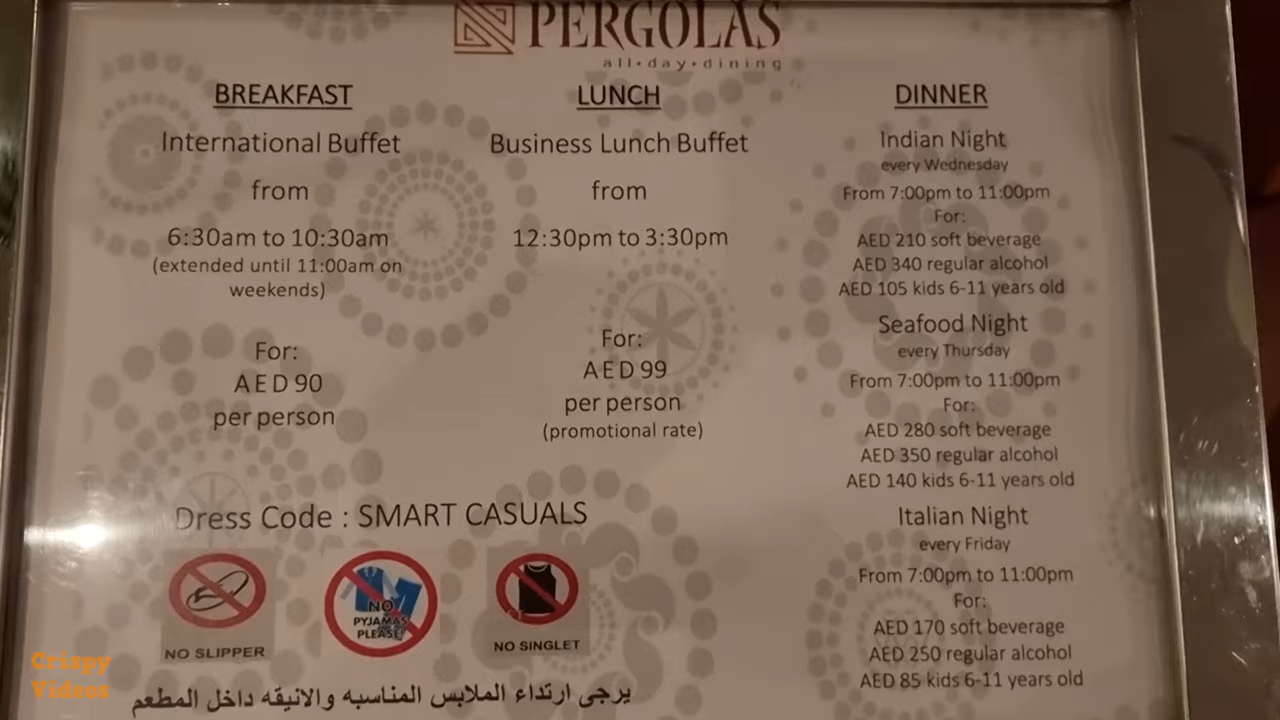 PERGOLAS
all•day•dining
BREAKFAST
International Buffet
from
6:30am to 10:30am
(extended until 11:00am on
weekends)
For:
AED 90
per person
LUNCH
Business Lunch Buffet
from
12:30pm to 3:30pm
For:
AED 99
per person
(promotional rate)
DINNER
Indian Night
every Wednesday
From 7:00pm to 11:00pm
For:
AED 210 soft beverage
AED 340 regular alcohol
AED 105 kids 6-11 years old
Seafood Night
every Thursday
From 7:00pm to 11:00pm
For:
AED 280 soft beverage
AED 350 regular alcohol
AED 140 kids 6-11 years old
Italian Night
every Friday
From 7:00pm to 11:00pm
For:
AED 170 soft beverage
AED 250 regular alcohol
AED 85 kids 6-11 years old
Dress Code : SMART CASUALS
NO SLIPPER
NO
PYJAMAS
PLEASE!
NO SINGLET
يرجى ارتداء الملابس المناسبه والانيقه داخل المطعم
Crispy
Videos